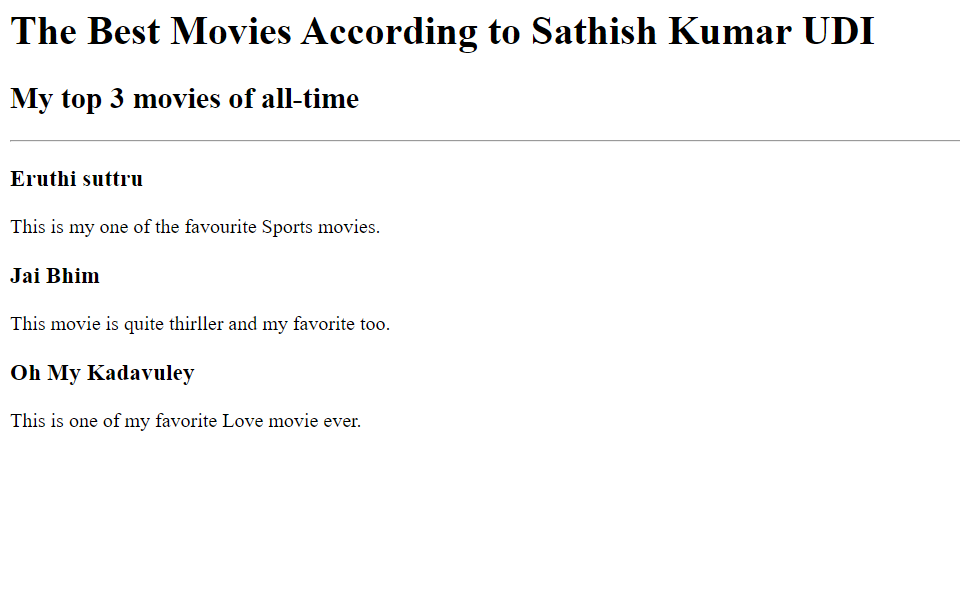 The Best Movies According to Sathish Kumar UDI
My top 3 movies of all-time
Eruthi suttru
This is my one of the favourite Sports movies.
Jai Bhim
This movie is quite thirller and my favorite too.
Oh My Kadavuley
This is one of my favorite Love movie ever.